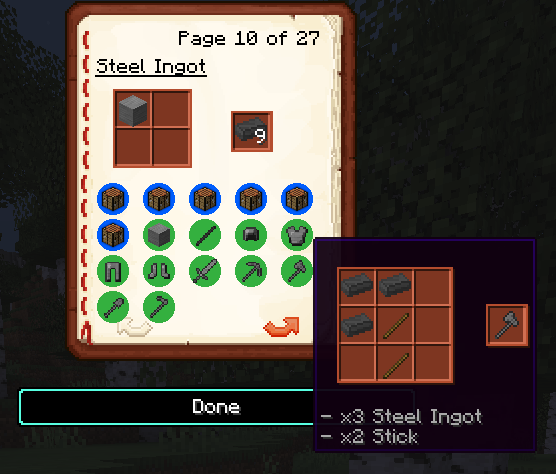 Page 10 of 27
Steel Ingot
9
Done
- x3 Steel Ingot
- x2 Stick